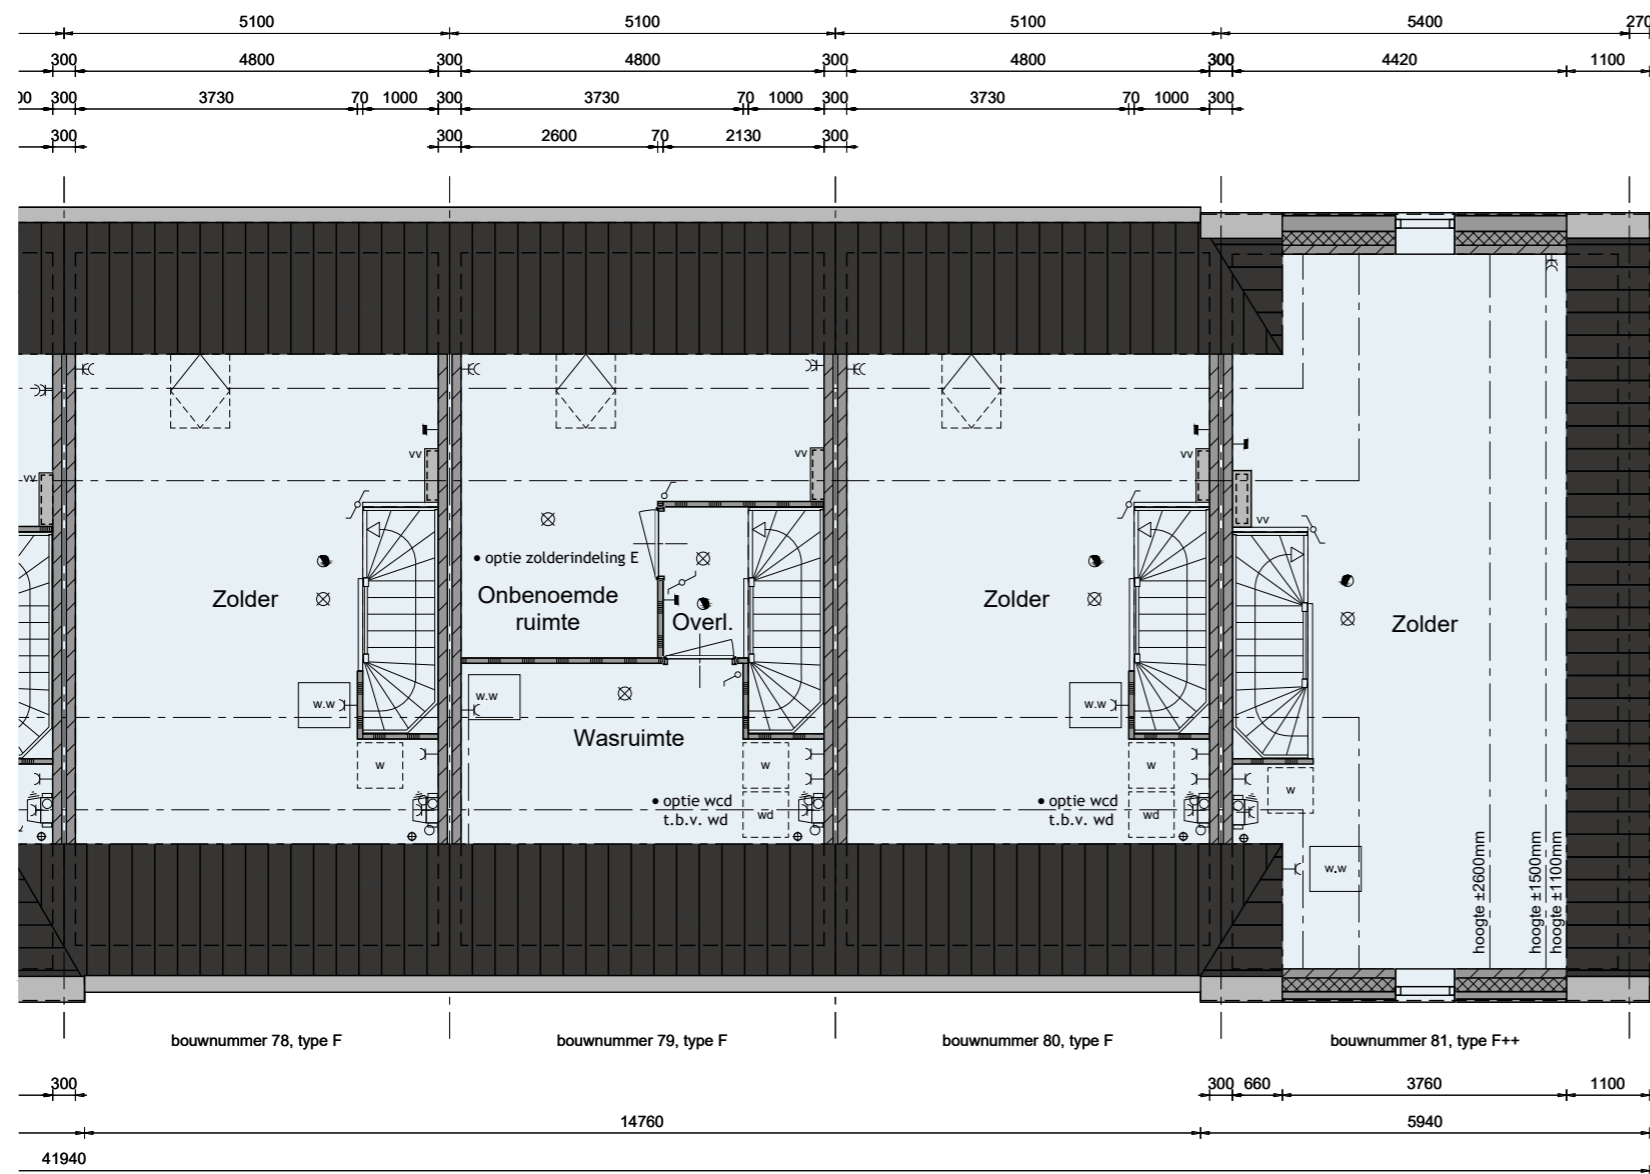 5100 5100 5100 5400 270
300 4800 300 4800 300 4800 300 4420 1100
00 300 3730 70 1000 300 3730 70 1000 300 3730 70 1000 300
300 300 2600 70 2130 300
vv vv vv vv vv
• optie zolderindeling E
Zolder
Onbenoemde
ruimte
Overl.
Zolder
Zolder
w.w w.w w.w
Wasruimte
w w w w
• optie wcd
t.b.v. wd
wd
• optie wcd
t.b.v. wd
wd
w.w
hoogte ±2600mm
hoogte ±1500mm
hoogte ±1100mm
bouwnummer 78, type F
bouwnummer 79, type F
bouwnummer 80, type F
bouwnummer 81, type F++
300 300 660 3760 1100
14760 5940
41940